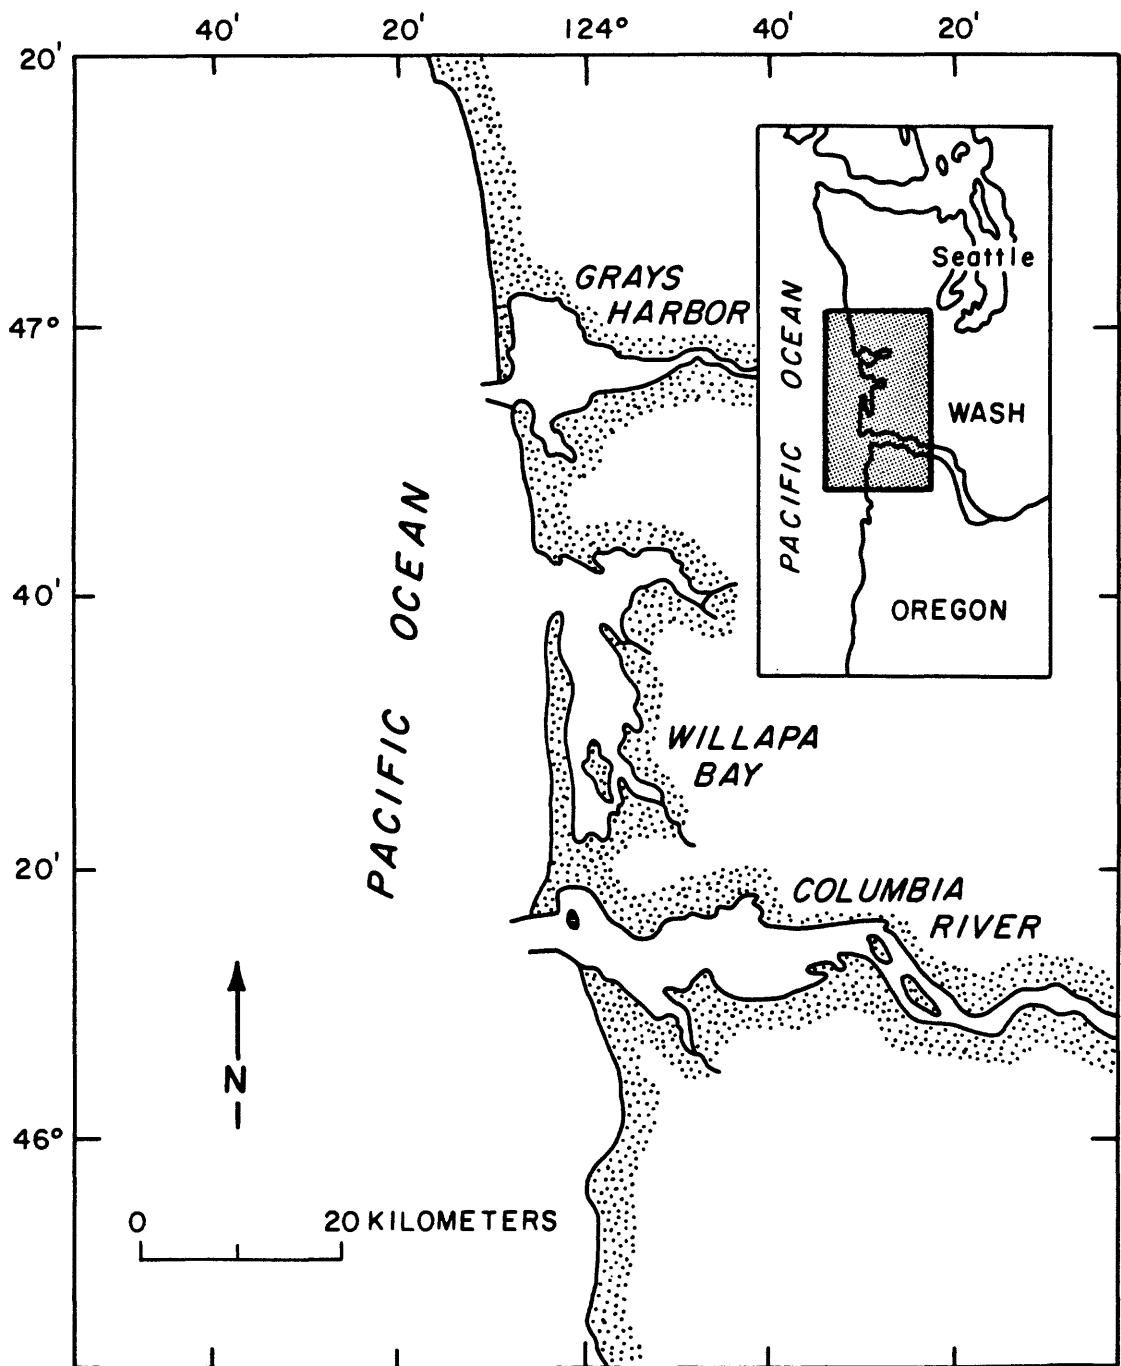 40' 20' 124° 40' 20'
20'
GRAYS
HARBOR
47°
40'
PACIFIC OCEAN
WILLAPA
BAY
20'
COLUMBIA
RIVER
N
46°
0 20 KILOMETERS
Seattle
PACIFIC OCEAN
WASH
OREGON